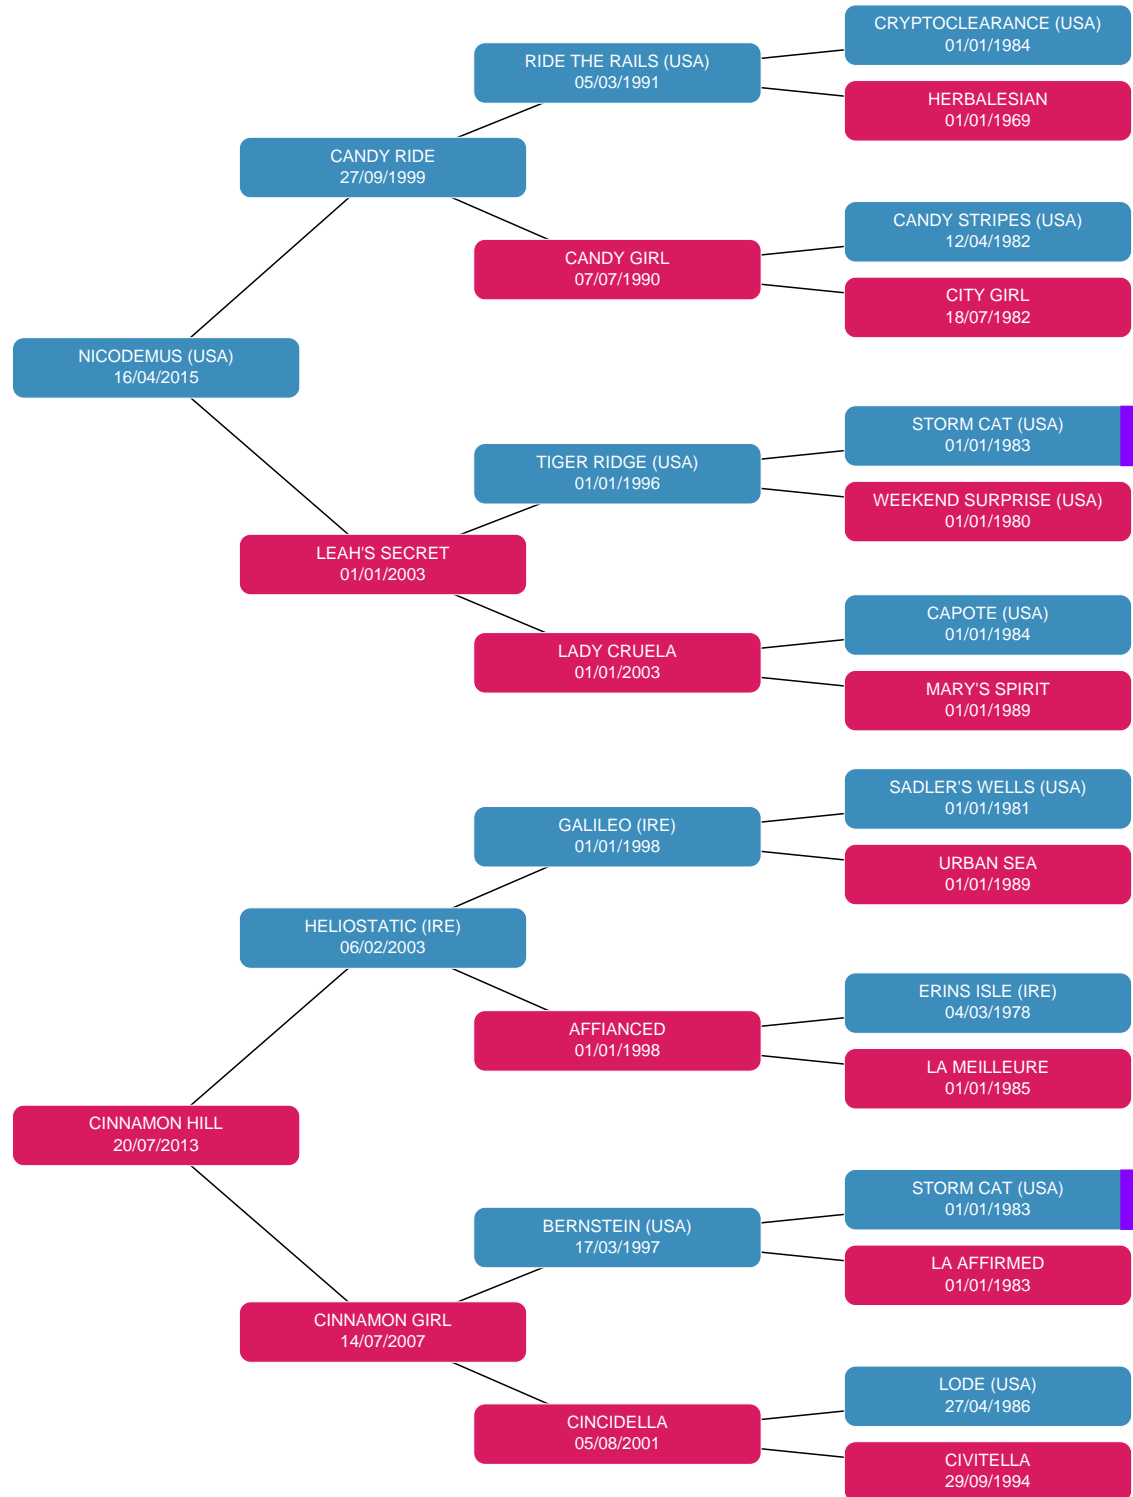 CRYPTOCLEARANCE (USA)
01/01/1984
RIDE THE RAILS (USA)
05/03/1991
HERBALESIAN
01/01/1969
CANDY RIDE
27/09/1999
CANDY STRIPES (USA)
12/04/1982
CANDY GIRL
07/07/1990
CITY GIRL
18/07/1982
NICODEMUS (USA)
16/04/2015
STORM CAT (USA)
01/01/1983
TIGER RIDGE (USA)
01/01/1996
WEEKEND SURPRISE (USA)
01/01/1980
LEAH'S SECRET
01/01/2003
CAPOTE (USA)
01/01/1984
LADY CRUELA
01/01/2003
MARY'S SPIRIT
01/01/1989
SADLER'S WELLS (USA)
01/01/1981
GALILEO (IRE)
01/01/1998
URBAN SEA
01/01/1989
HELIOSTATIC (IRE)
06/02/2003
ERINS ISLE (IRE)
04/03/1978
AFFIANCED
01/01/1998
LA MEILLEURE
01/01/1985
CINNAMON HILL
20/07/2013
STORM CAT (USA)
01/01/1983
BERNSTEIN (USA)
17/03/1997
LA AFFIRMED
01/01/1983
CINNAMON GIRL
14/07/2007
LODE (USA)
27/04/1986
CINCIDELLA
05/08/2001
CIVITELLA
29/09/1994